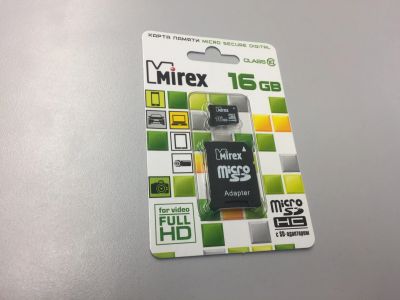 КАРТА ПАМЯТИ MICRO SECURE DIGITAL
CLASS 10
Mirex
16 GB
Mirex
micro
SD
Adapter
for video
FULL
HD
micro
SD
HC
с SD-адаптером